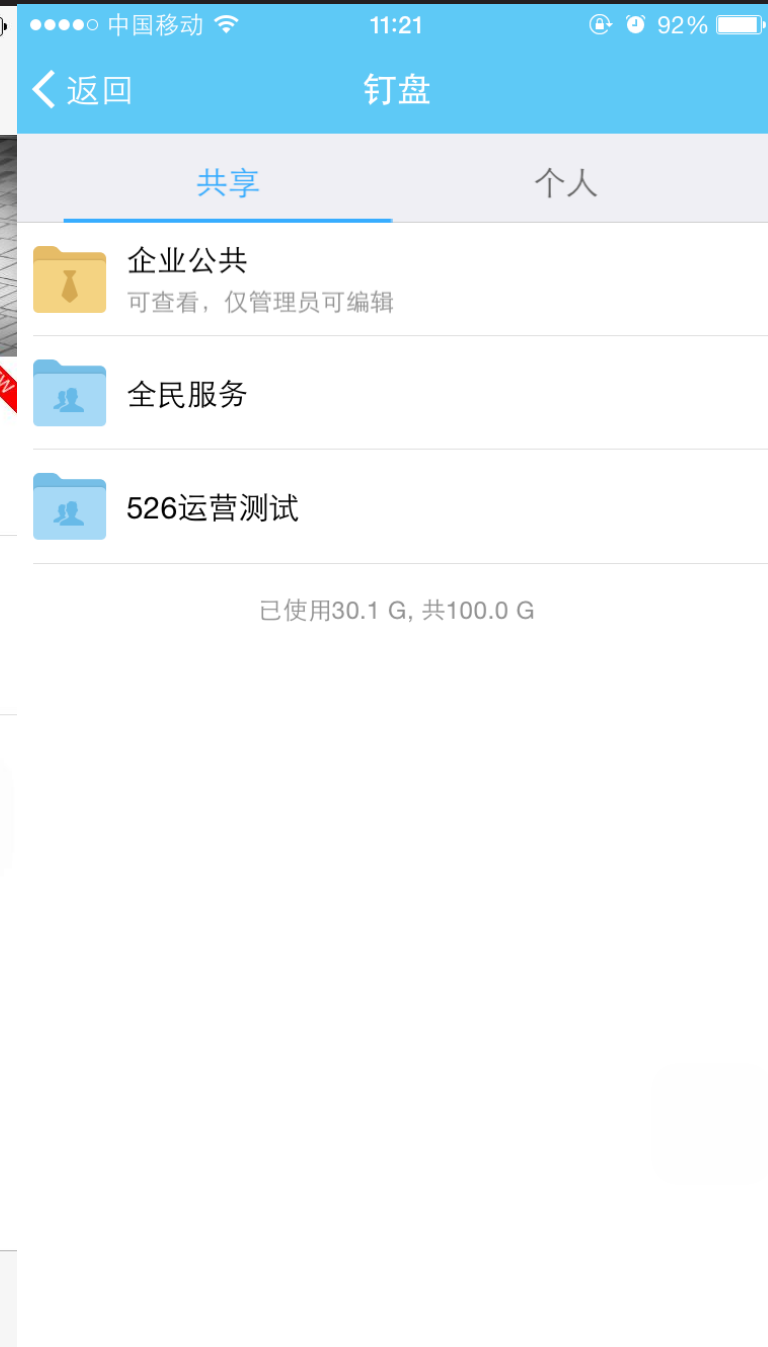 中国移动 11:21 92%
返回 钉盘
共享 个人
企业公共
可查看，仅管理员可编辑
全民服务
526运营测试
已使用30.1 G, 共100.0 G